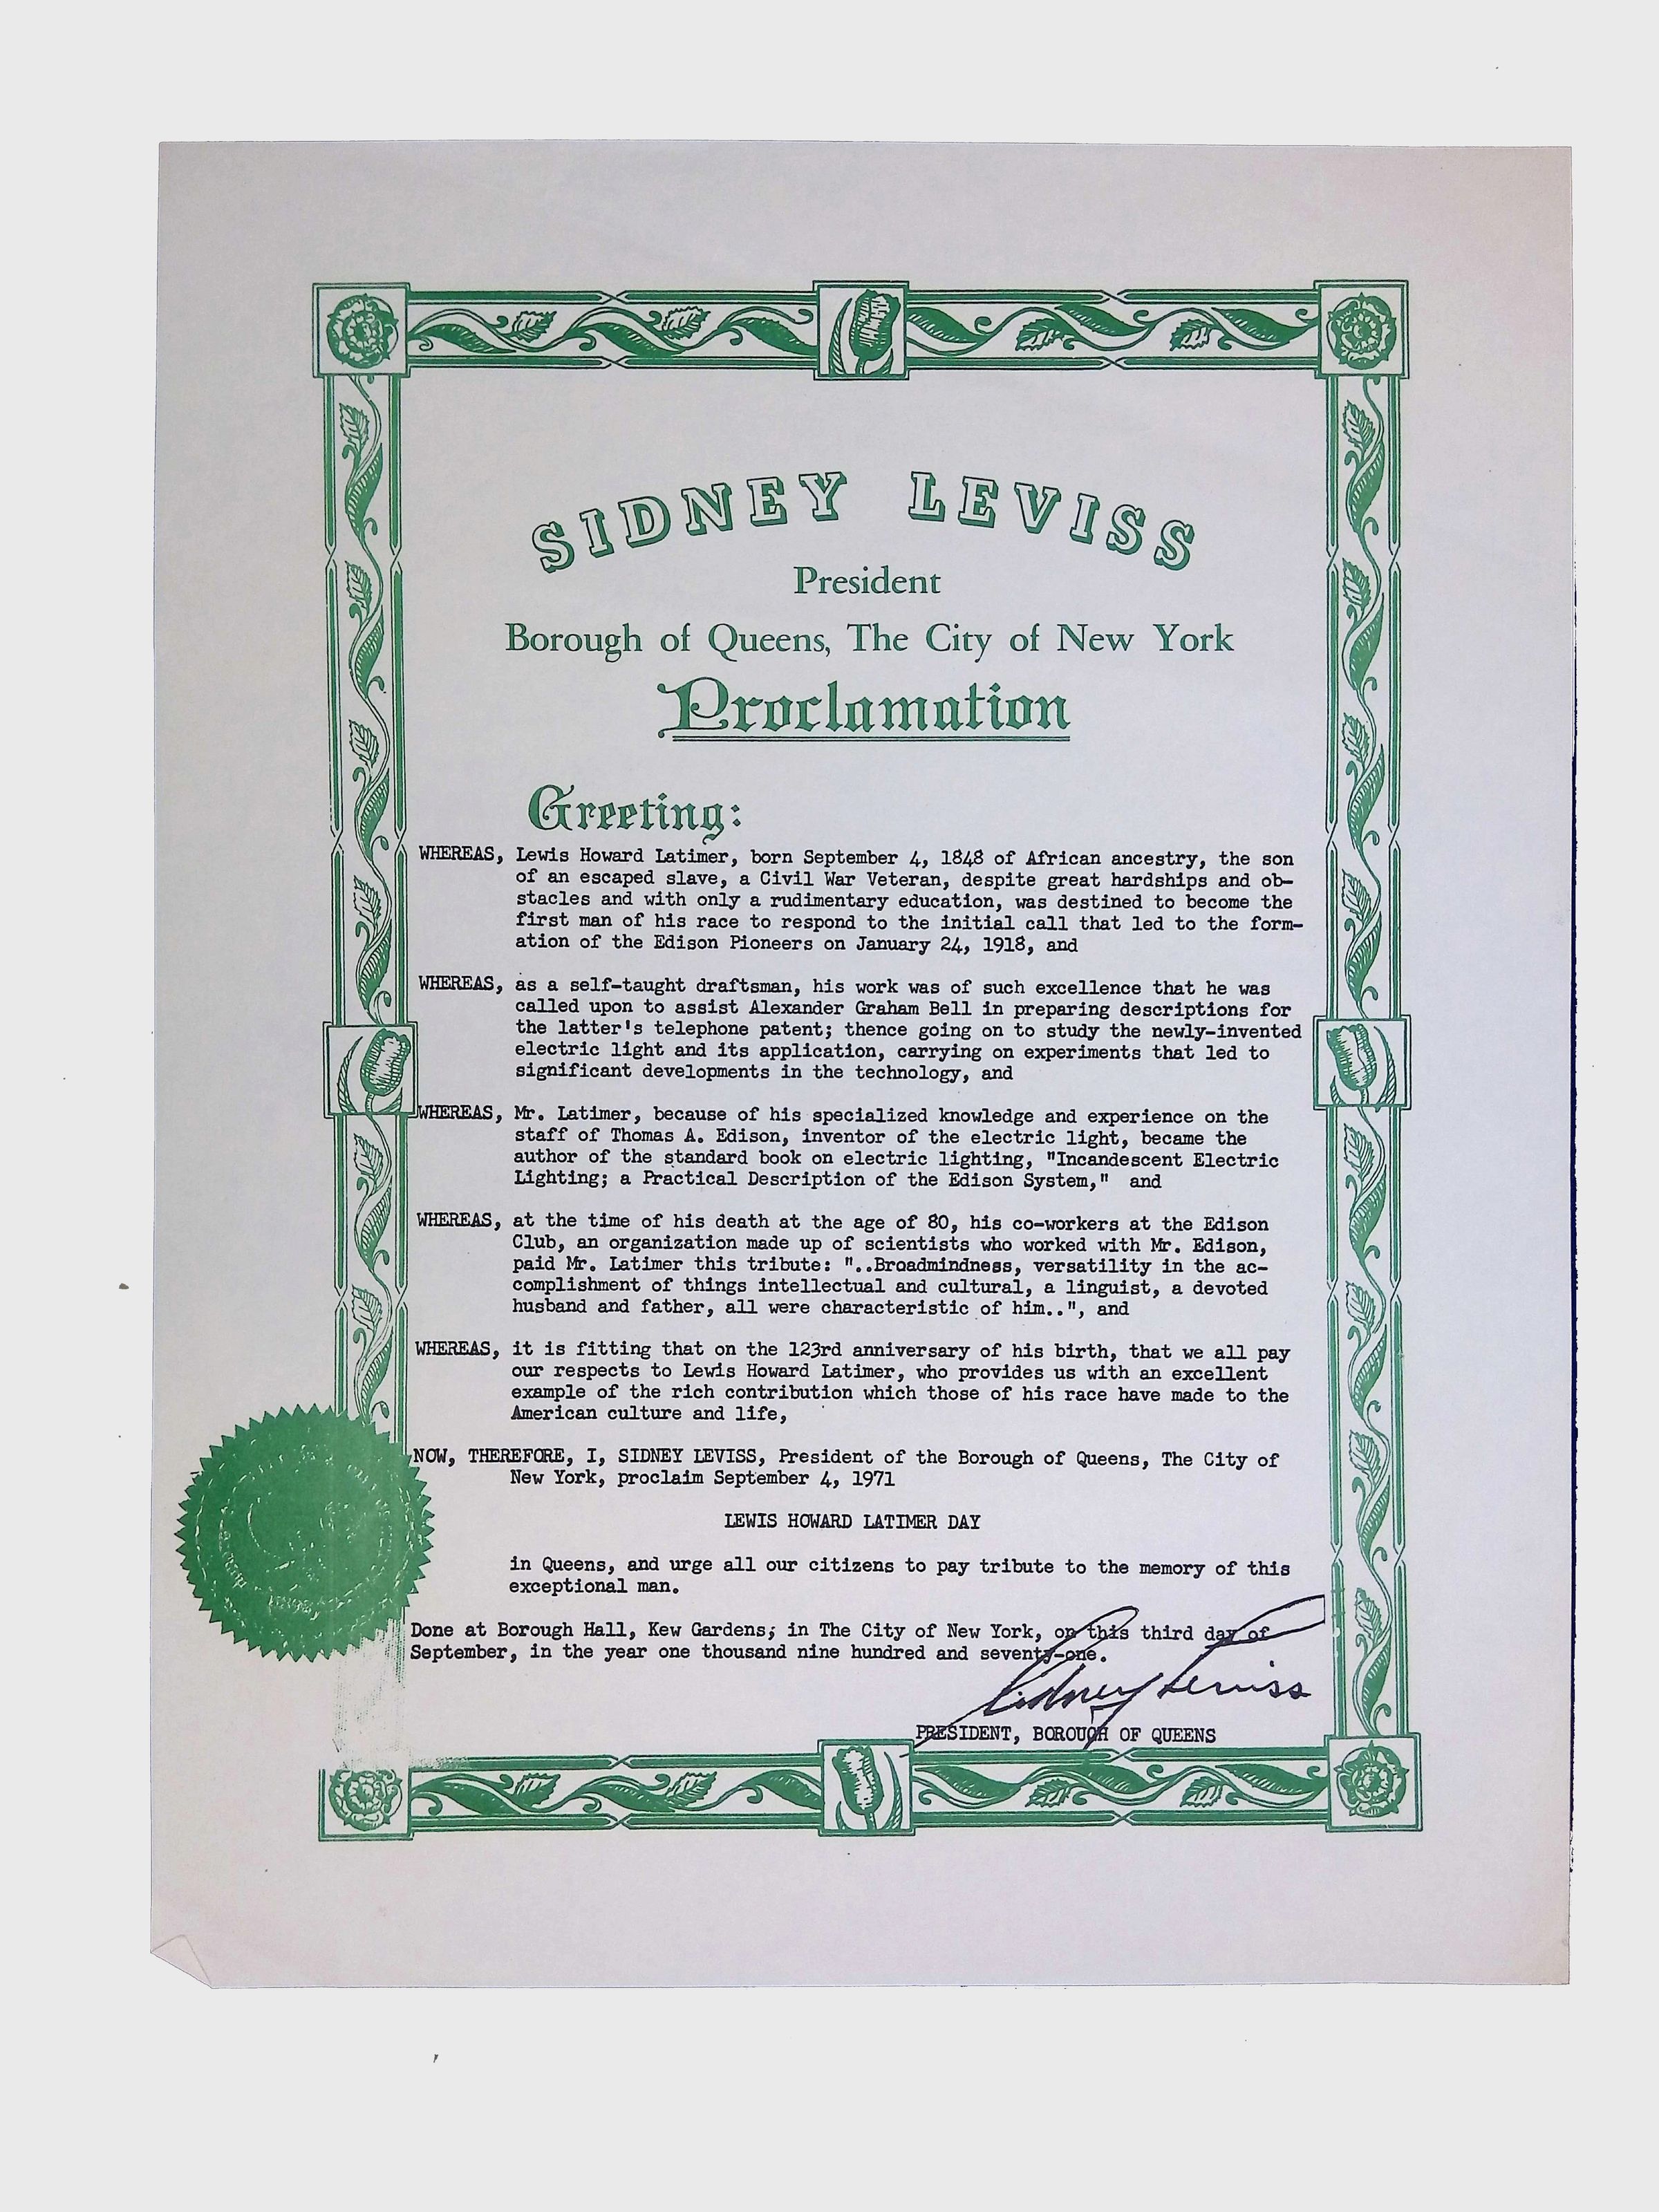 SIDNEY LEVISS
President
Borough of Queens, The City of New York
Proclamation
Greeting:
WHEREAS, Lewis Howard Latimer, born September 4, 1848 of African ancestry, the son
of an escaped slave, a Civil War Veteran, despite great hardships and ob-
stacles and with only a rudimentary education, was destined to become the
first man of his race to respond to the initial call that led to the form-
ation of the Edison Pioneers on January 24, 1918, and
WHEREAS, as a self-taught draftsman, his work was of such excellence that he was
called upon to assist Alexander Graham Bell in preparing descriptions for
the latter's telephone patent; thence going on to study the newly-invented
electric light and its application, carrying on experiments that led to
significant developments in the technology, and
WHEREAS, Mr. Latimer, because of his specialized knowledge and experience on the
staff of Thomas A. Edison, inventor of the electric light, became the
author of the standard book on electric lighting, "Incandescent Electric
Lighting; a Practical Description of the Edison System," and
WHEREAS, at the time of his death at the age of 80, his co-workers at the Edison
Club, an organization made up of scientists who worked with Mr. Edison,
paid Mr. Latimer this tribute: "..Broadmindness, versatility in the ac-
complishment of things intellectual and cultural, a linguist, a devoted
husband and father, all were characteristic of him..", and
WHEREAS, it is fitting that on the 123rd anniversary of his birth, that we all pay
our respects to Lewis Howard Latimer, who provides us with an excellent
example of the rich contribution which those of his race have made to the
American culture and life,
NOW, THEREFORE, I, SIDNEY LEVISS, President of the Borough of Queens, The City of
New York, proclaim September 4, 1971
LEWIS HOWARD LATIMER DAY
in Queens, and urge all our citizens to pay tribute to the memory of this
exceptional man.
Done at Borough Hall, Kew Gardens; in The City of New York, on this third day of
September, in the year one thousand nine hundred and seventy-one.
Sidney Leviss
PRESIDENT, BOROUGH OF QUEENS